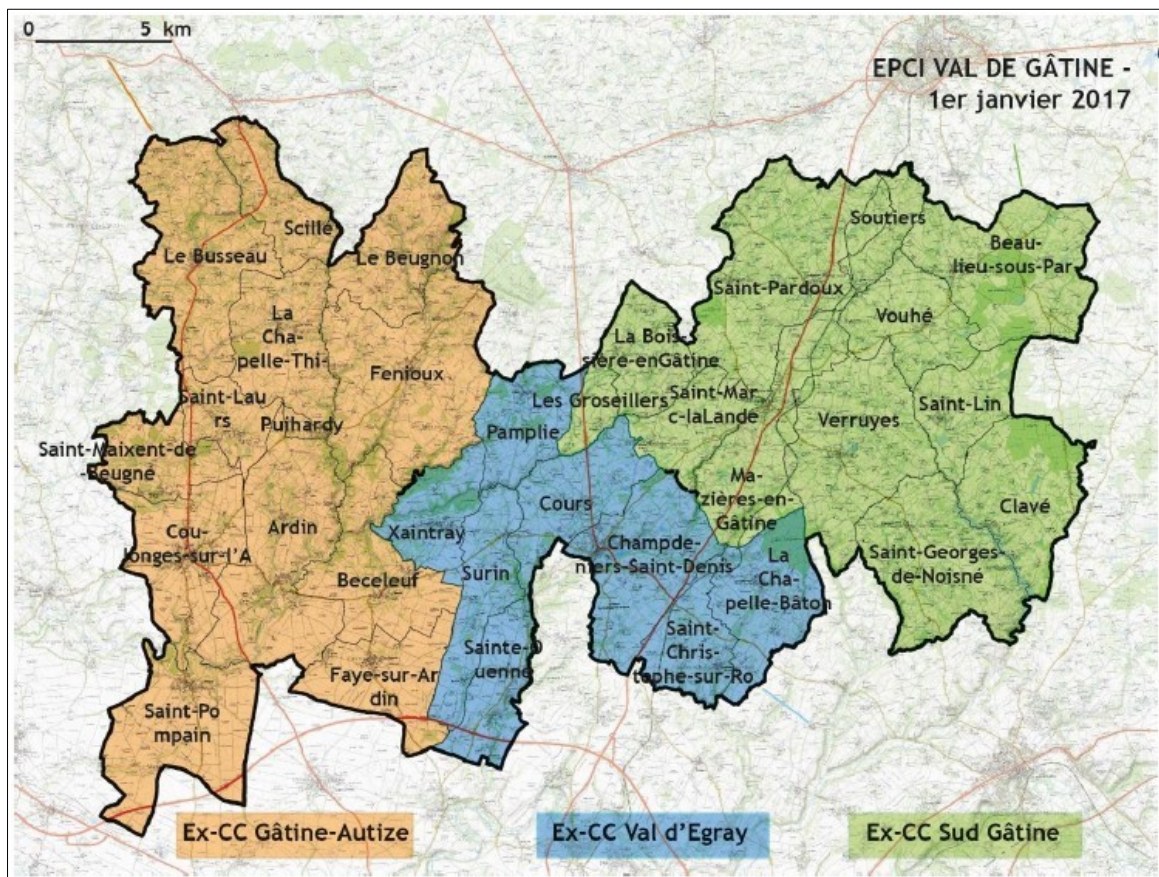 0 5 km
EPCI VAL DE GÂTINE -
1er janvier 2017
Scillé
Le Busseau
Le Beugnon
La
Cha-
pelle-Thi-
Fenioux
Saint-Lau
rs
Puihardy
Saint-Maixent-de-
-Beugné
Cou-
longes-sur-l'A
Ardin
Beceleuf
Faye-sur-Ar
din
Saint-Po
mpain
Pamplie
Xaintray
Cours
Surin
Sainte-O
uenne
Champde-
niers-Saint-Denis
La
Cha-
pelle-Bâton
Saint-
Chris-
tophe-sur-Ro
Soutiers
Beau-
lieu-sous-Par
Saint-Pardoux
Vouhé
La Bois-
sière-enGâtine
Les Groseillers
Saint-Mar
c-laLande
Verruyes
Saint-Lin
Ma-
zières-en-
Gâtine
Clavé
Saint-Georges-
de-Noisné
Ex-CC Gâtine-Autize
Ex-CC Val d'Egray
Ex-CC Sud Gâtine